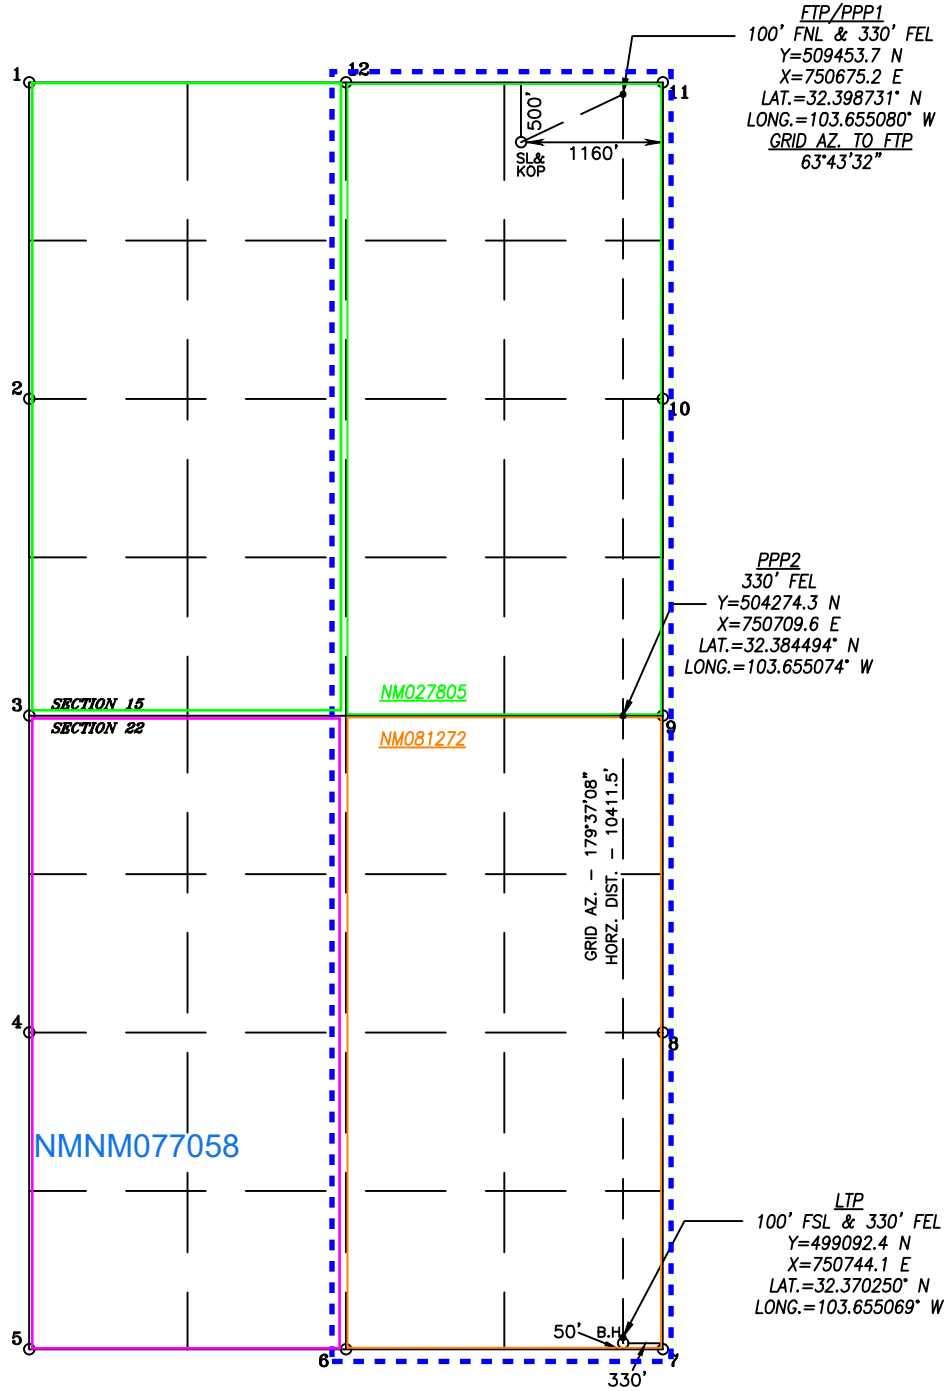 FTP/PPP1
100' FNL & 330' FEL
Y=509453.7 N
X=750675.2 E
LAT.=32.398731° N
LONG.=103.655080° W
GRID AZ. TO FTP
63°43'32"
1
12
11
500'
1160'
SL&
KOP
2
10
PPP2
330' FEL
Y=504274.3 N
X=750709.6 E
LAT.=32.384494° N
LONG.=103.655074° W
NM027805
3
SECTION 15
SECTION 22
9
NM081272
GRID AZ. - 179°37'08"
HORZ. DIST. - 10411.5'
4
8
NMNM077058
LTP
100' FSL & 330' FEL
Y=499092.4 N
X=750744.1 E
LAT.=32.370250° N
LONG.=103.655069° W
5
50'
B.H.
6
7
330'